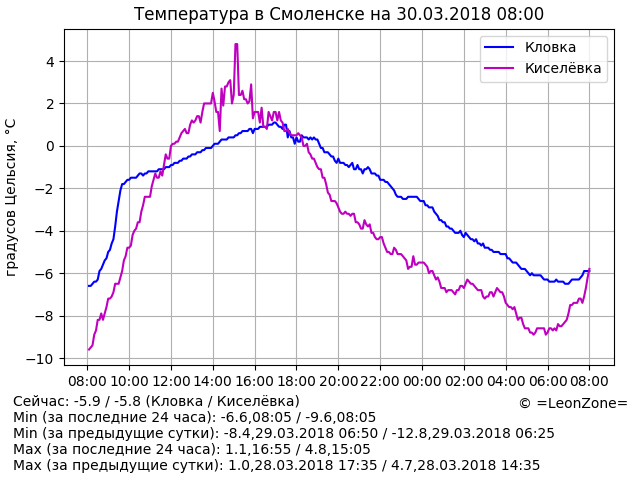 Температура в Смоленске на 30.03.2018 08:00
Кловка
Киселёвка
градусов Цельсия, °C
4
2
0
−2
−4
−6
−8
−10
08:00 10:00 12:00 14:00 16:00 18:00 20:00 22:00 00:00 02:00 04:00 06:00 08:00
Сейчас: -5.9 / -5.8 (Кловка / Киселёвка)
© =LeonZone=
Min (за последние 24 часа): -6.6,08:05 / -9.6,08:05
Min (за предыдущие сутки): -8.4,29.03.2018 06:50 / -12.8,29.03.2018 06:25
Max (за последние 24 часа): 1.1,16:55 / 4.8,15:05
Max (за предыдущие сутки): 1.0,28.03.2018 17:35 / 4.7,28.03.2018 14:35